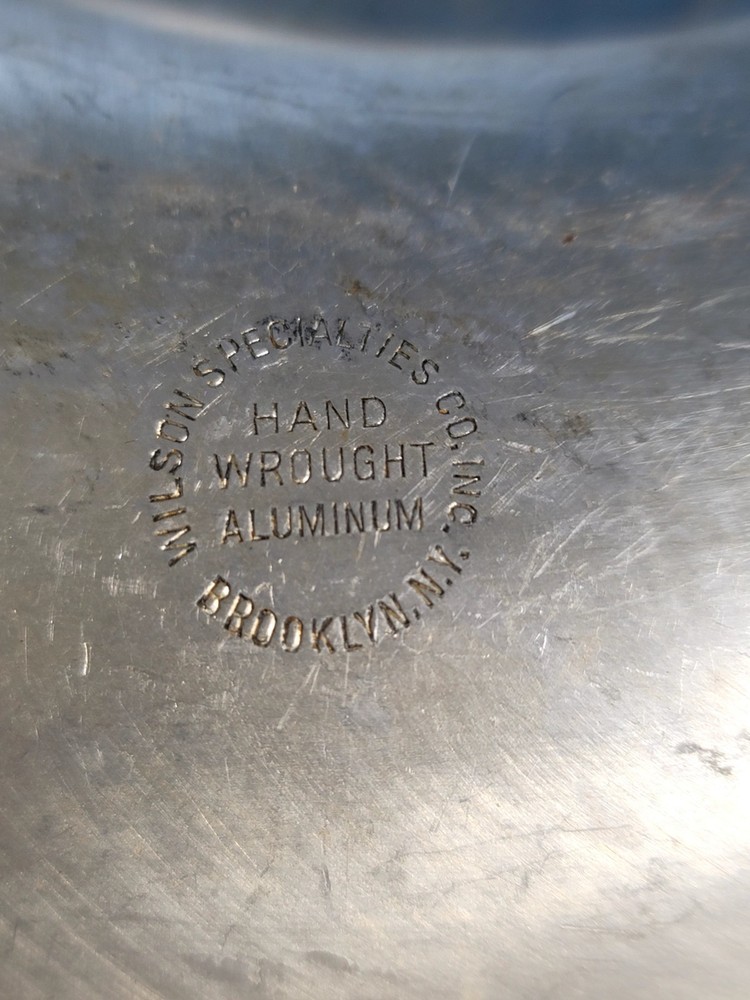 WILSON SPECIALTIES CO. INC.
HAND
WROUGHT
ALUMINUM
BROOKLYN, N.Y.